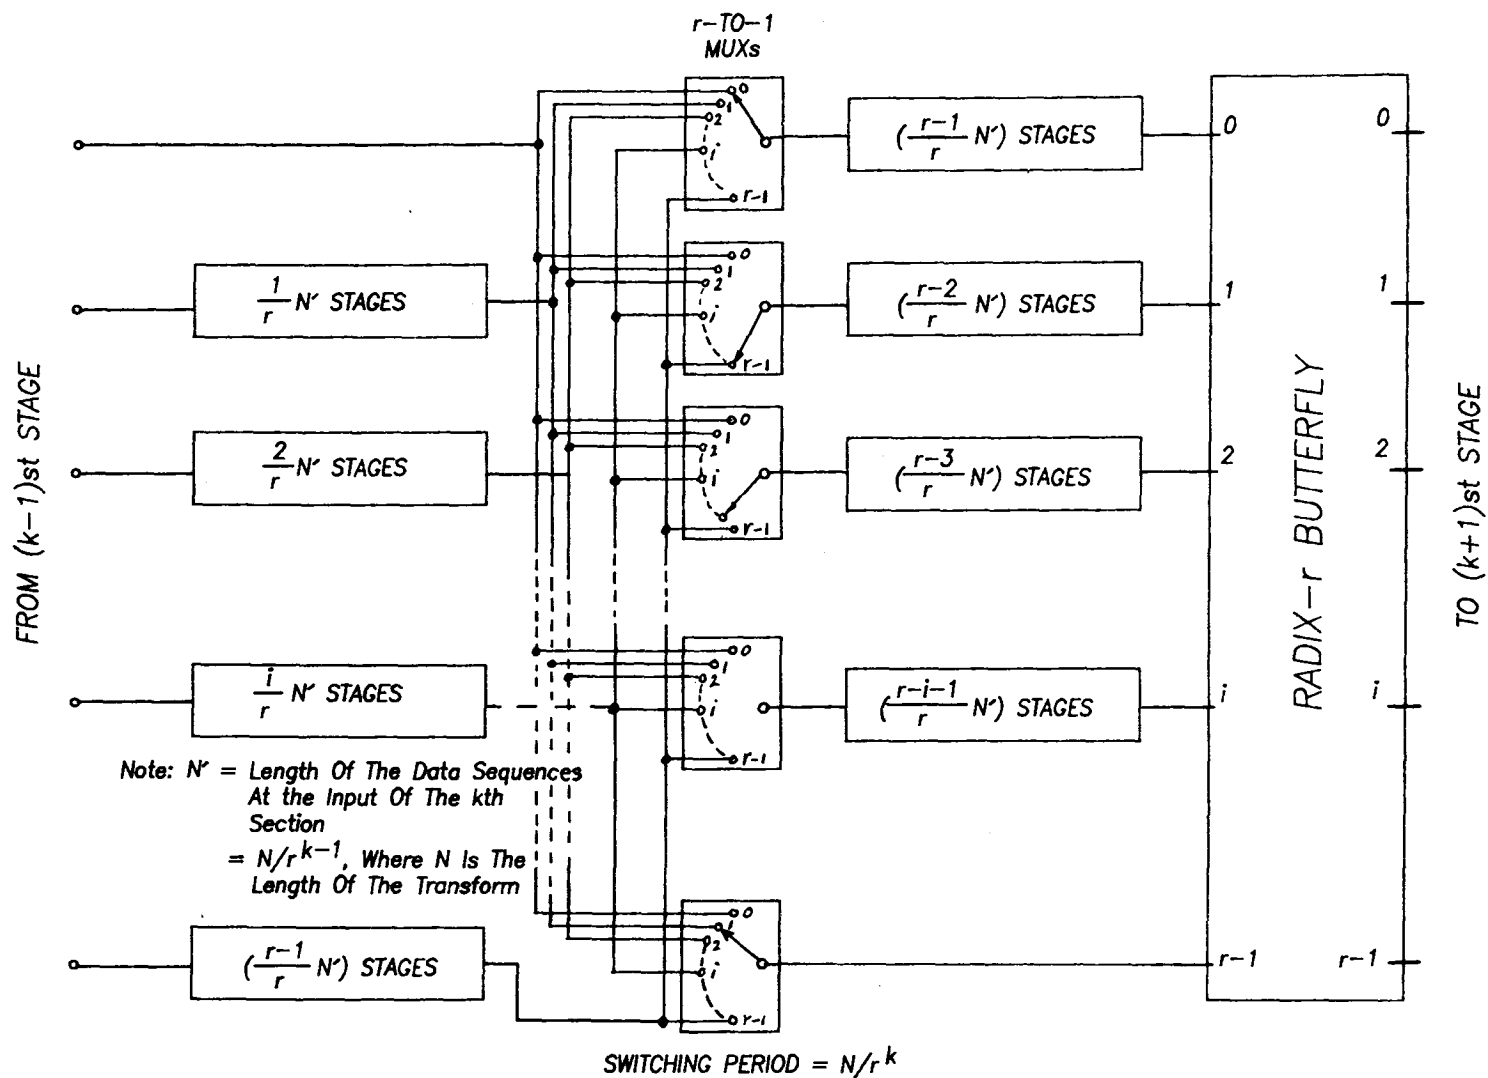 r-TO-1
MUXs
0
1
2
i
r-1
(r-1/r N') STAGES
0
0
1/r N' STAGES
0
1
2
i
r-1
(r-2/r N') STAGES
1
1
2/r N' STAGES
0
1
2
i
r-1
(r-3/r N') STAGES
2
2
FROM (k-1)st STAGE
RADIX-r BUTTERFLY
TO (k+1)st STAGE
i/r N' STAGES
0
1
2
i
r-1
(r-i-1/r N') STAGES
i
i
Note: N' = Length Of The Data Sequences
At the Input Of The kth
Section
= N/r^k-1, Where N Is The
Length Of The Transform
(r-1/r N') STAGES
0
1
2
i
r-1
r-1
r-1
SWITCHING PERIOD = N/r^k